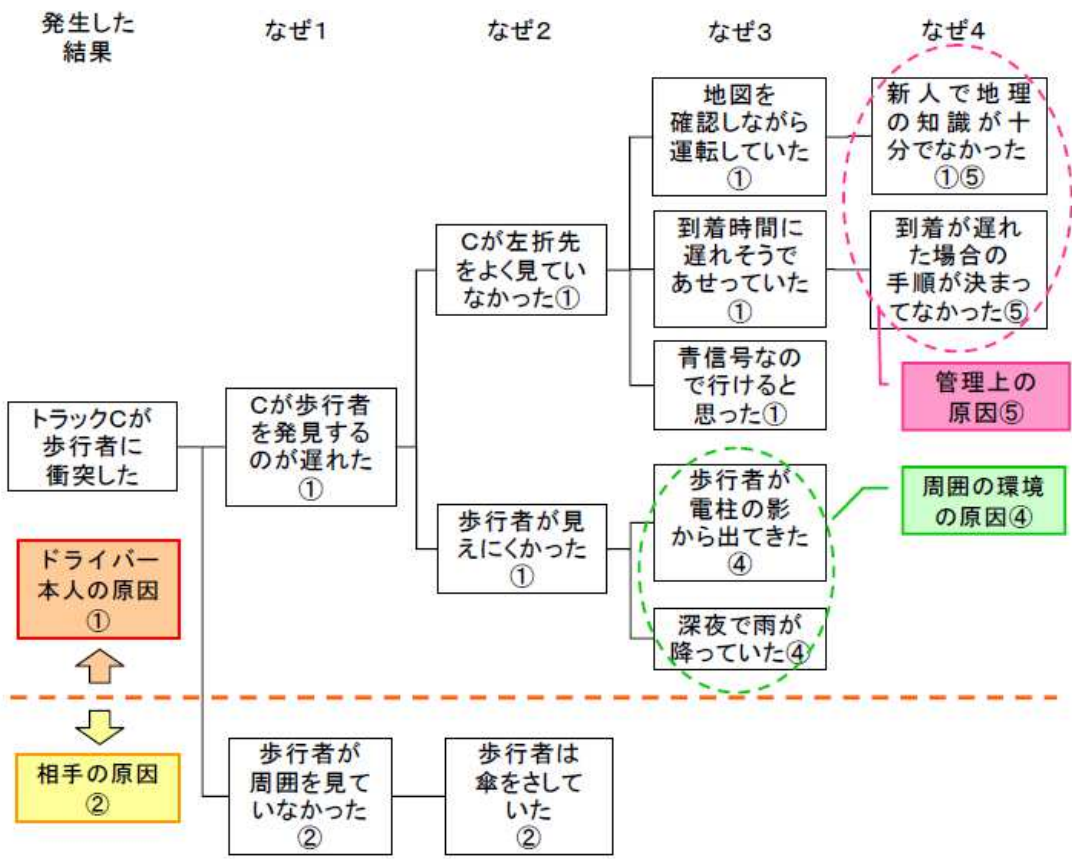 発生した
結果
なぜ1
なぜ2
なぜ3
なぜ4
トラックCが
歩行者に
衝突した
Cが歩行者
を発見する
のが遅れた
①
Cが左折先
をよく見てい
なかった①
地図を
確認しながら
運転していた
①
新人で地理
の知識が十
分でなかった
①⑤
到着時間に
遅れそうで
あせっていた
①
到着が遅れ
た場合の
手順が決まっ
てなかった⑤
青信号なの
で行けると
思った①
管理上の
原因⑤
歩行者が見
えにくかった
①
歩行者が
電柱の影
から出てきた
④
深夜で雨が
降っていた④
周囲の環境
の原因④
ドライバー
本人の原因
①
相手の原因
②
歩行者が
周囲を見て
いなかった
②
歩行者は
傘をさして
いた
②